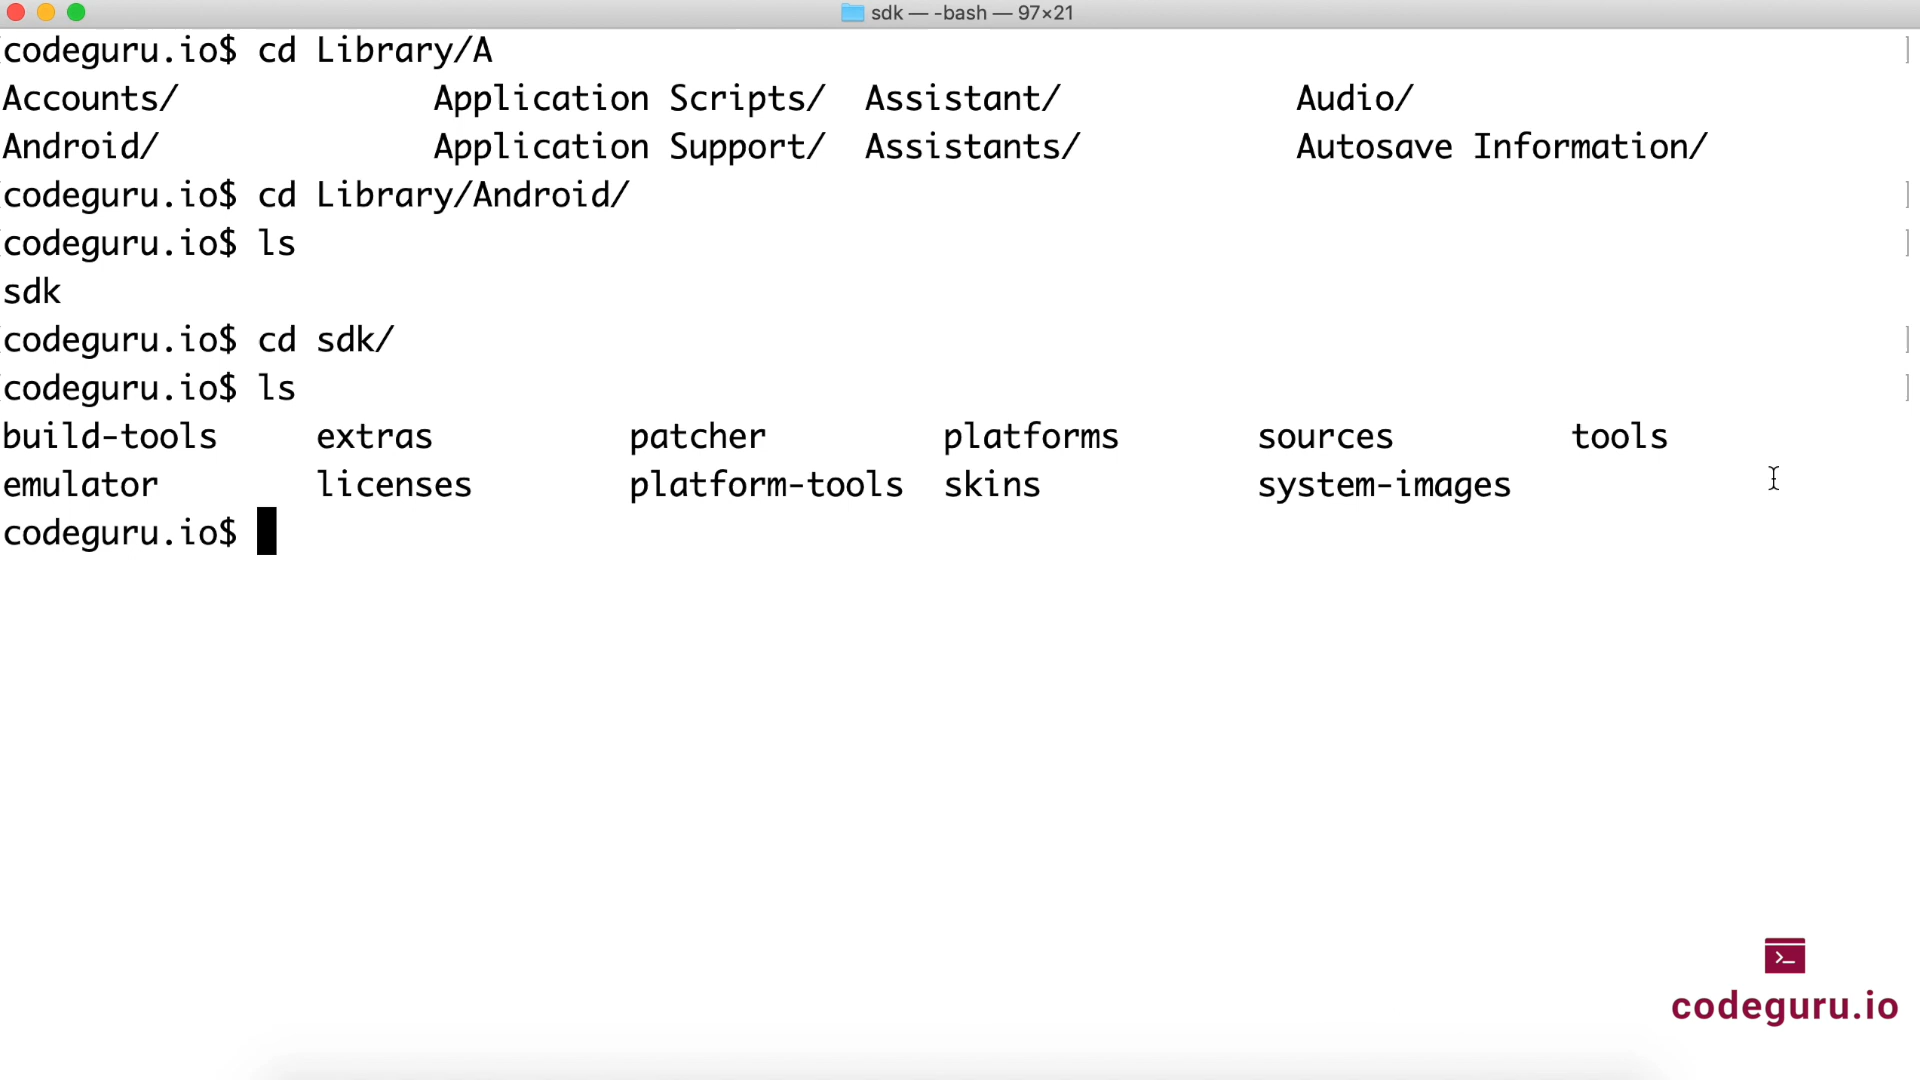 sdk — -bash — 97×21
codeguru.io$ cd Library/A
Accounts/ Application Scripts/ Assistant/ Audio/
Android/ Application Support/ Assistants/ Autosave Information/
codeguru.io$ cd Library/Android/
codeguru.io$ ls
sdk
codeguru.io$ cd sdk/
codeguru.io$ ls
build-tools extras patcher platforms sources tools
emulator licenses platform-tools skins system-images
codeguru.io$
codeguru.io